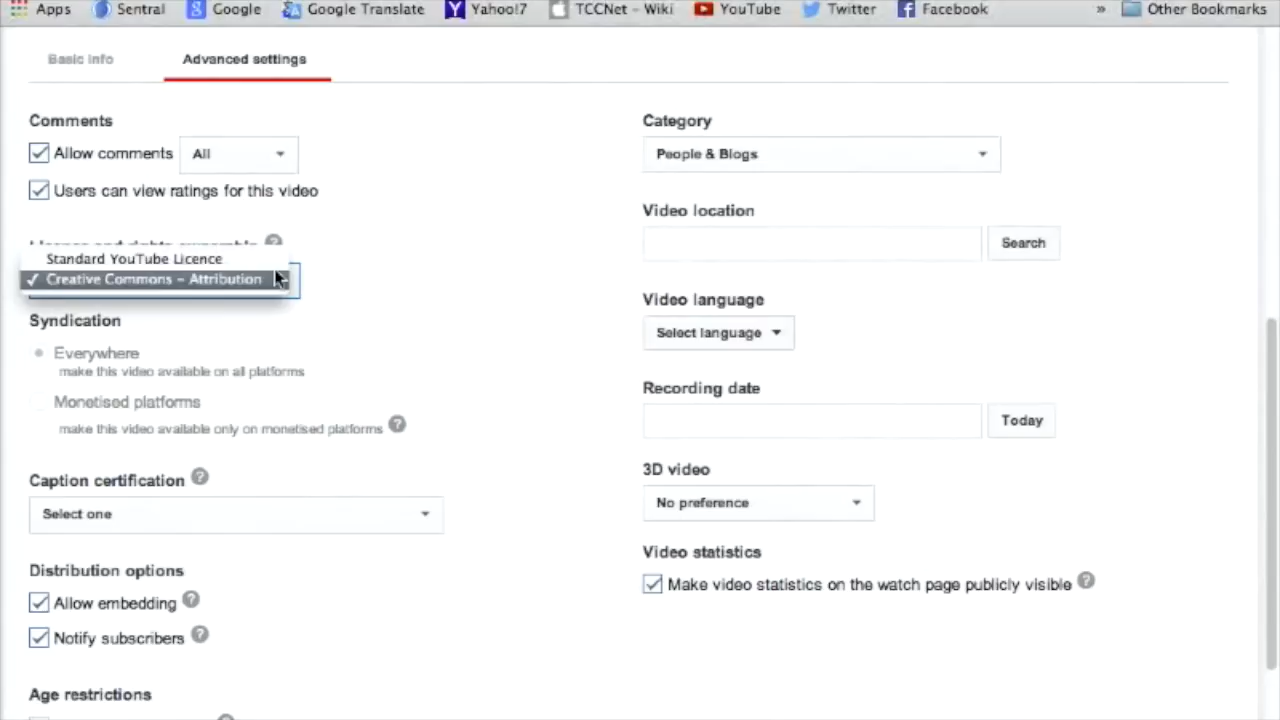 Apps Sentral Google Google Translate Yahoo!7 TCCNet – Wiki YouTube Twitter Facebook » Other Bookmarks
Basic info Advanced settings
Comments
Allow comments All
Users can view ratings for this video
Standard YouTube Licence
✓ Creative Commons – Attribution
Syndication
Everywhere
make this video available on all platforms
Monetised platforms
make this video available only on monetised platforms ?
Caption certification ?
Select one
Distribution options
Allow embedding ?
Notify subscribers ?
Age restrictions
Category
People & Blogs
Video location
Search
Video language
Select language
Recording date
Today
3D video
No preference
Video statistics
Make video statistics on the watch page publicly visible ?